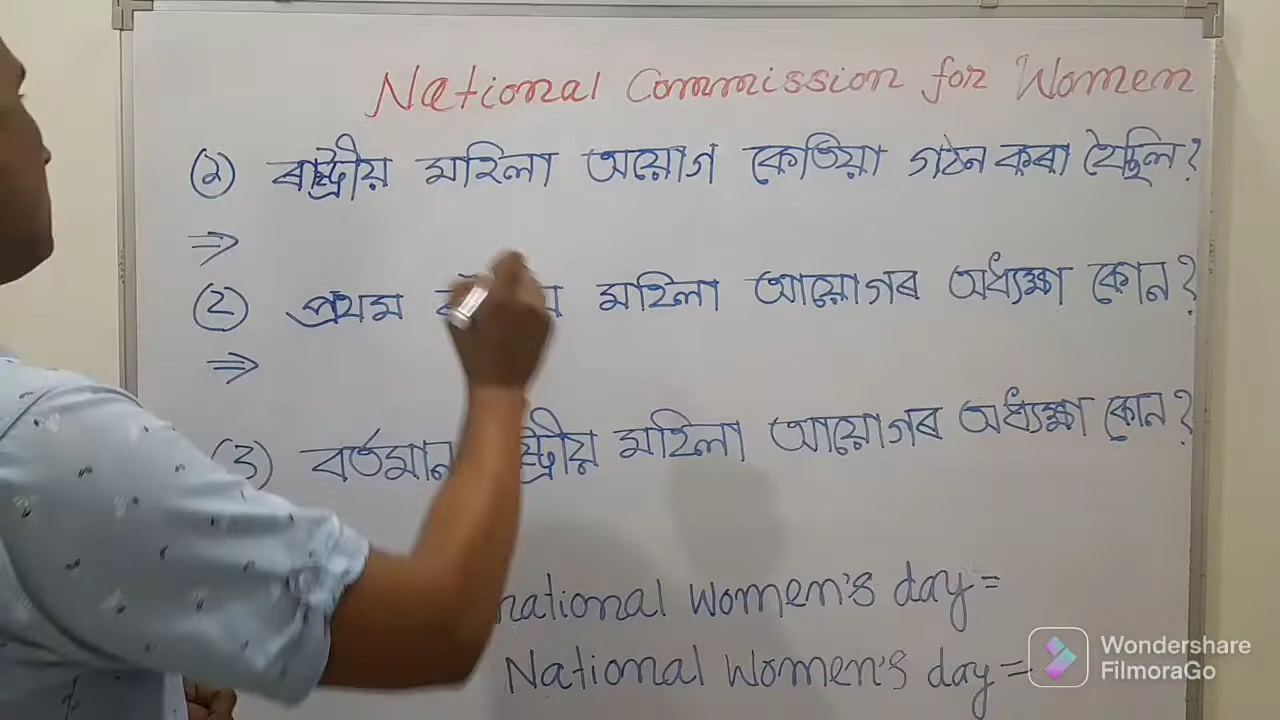 National Commission for Women
(১) ৰাষ্ট্ৰীয় মহিলা অয়োগ কেতিয়া গঠন কৰা হৈছিল?
⇒
(২) প্ৰথম মহিলা আয়োগৰ অধ্যক্ষা কোন?
⇒
(3) বৰ্তমান মহিলা আয়োগৰ অধ্যক্ষা কোন?
national women's day=
National Women's day=
Wondershare
FilmoraGo